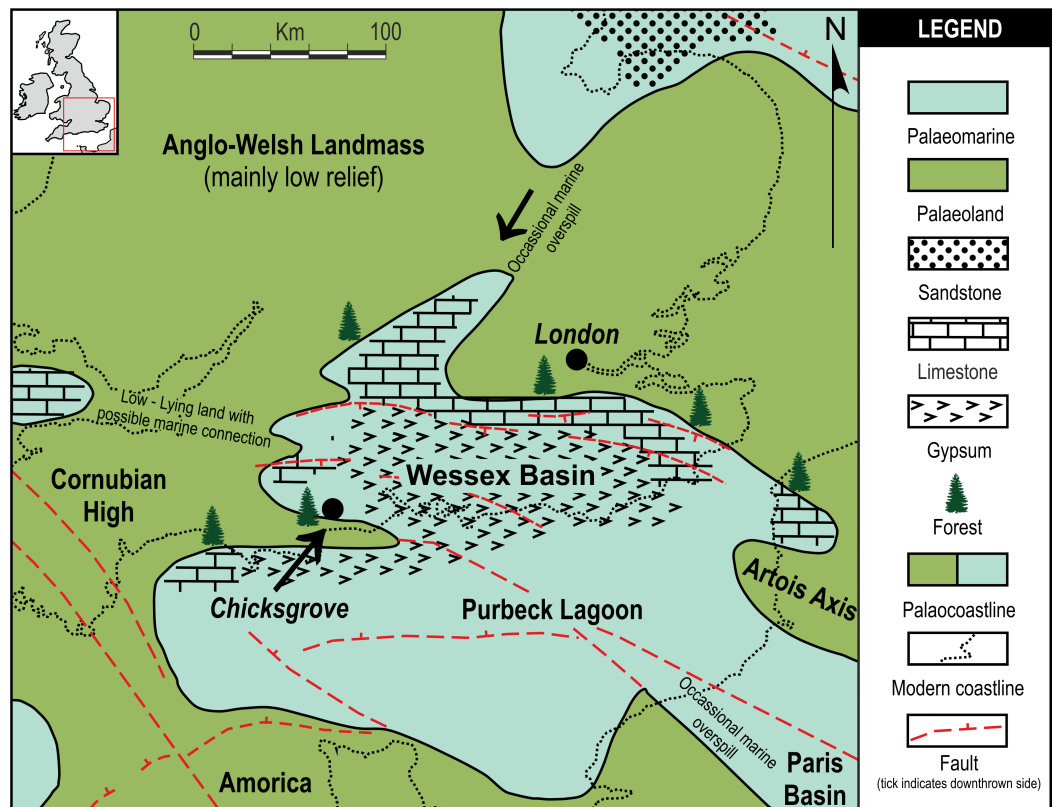 0 Km 100
N
Anglo-Welsh Landmass
(mainly low relief)
Occassional marine
overspill
London
Low - Lying land with
possible marine connection
Cornubian
High
Wessex Basin
Chicksgrove
Purbeck Lagoon
Artois Axis
Occassional marine
overspill
Paris
Basin
Amorica
LEGEND
Palaeomarine
Palaeoland
Sandstone
Limestone
Gypsum
Forest
Palaocoastline
Modern coastline
Fault
(tick indicates downthrown side)